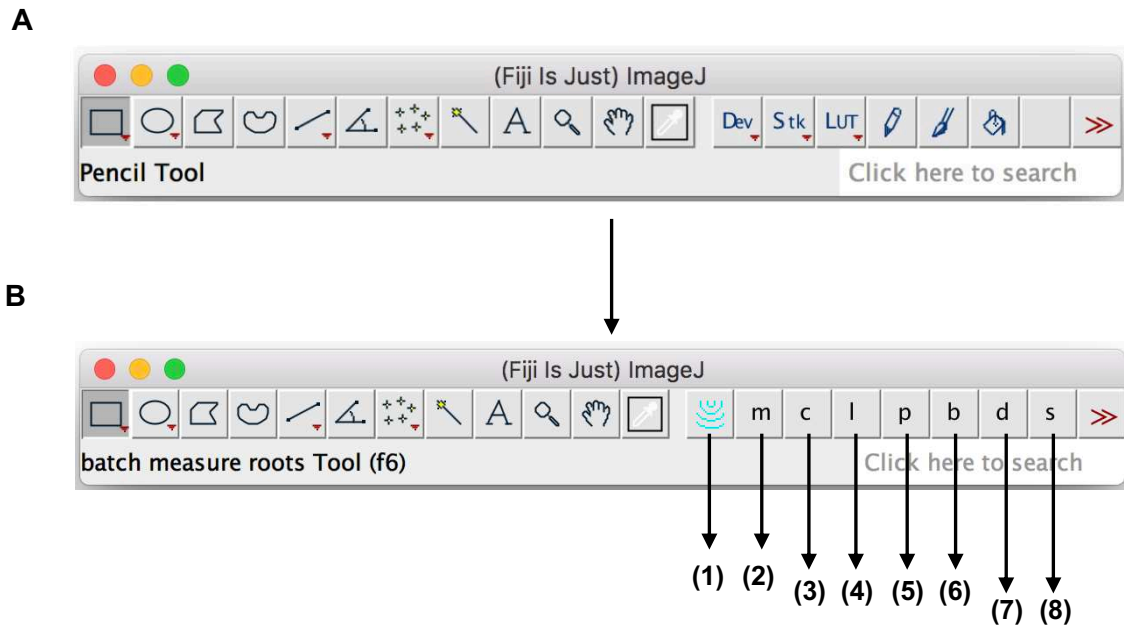 A
(Fiji Is Just) ImageJ
A Dev Stk LUT >>
Pencil Tool Click here to search
B
(Fiji Is Just) ImageJ
A m c l p b d s >>
batch measure roots Tool (f6) Click here to search
(1) (2) (3) (4) (5) (6) (7) (8)